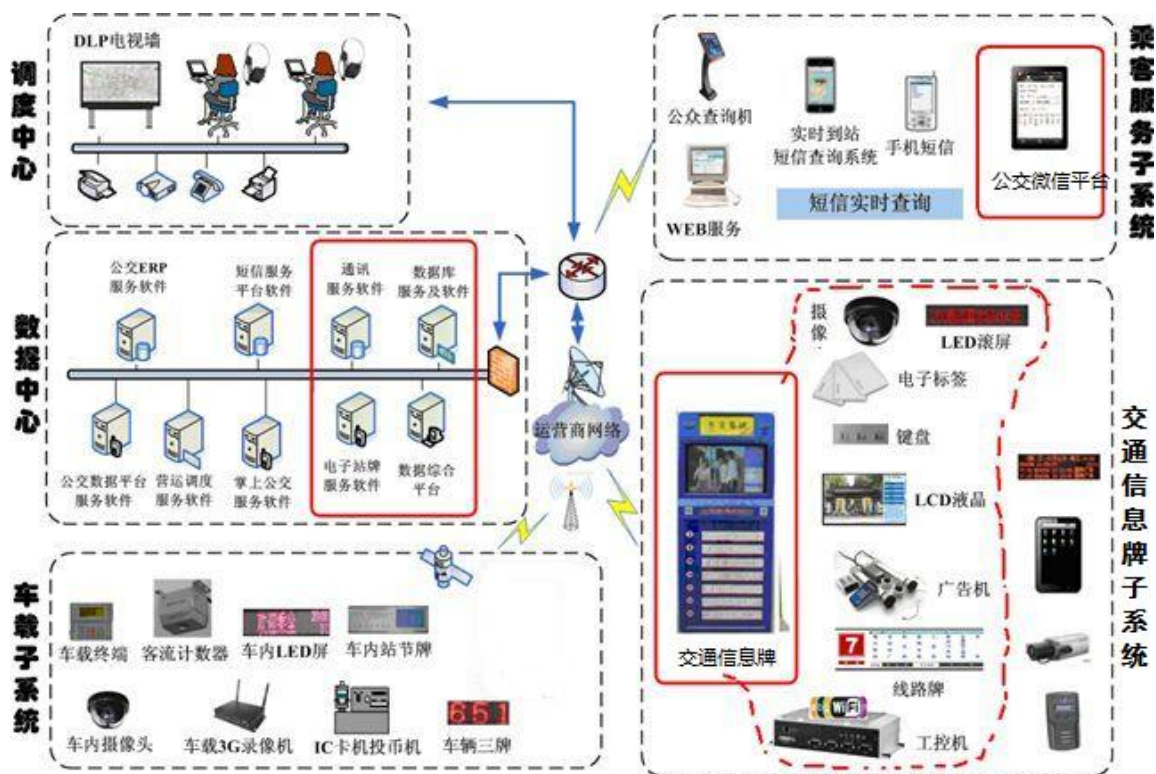 调度中心
DLP电视墙
乘客服务子系统
公众查询机
实时到站
短信查询系统
手机短信
公交微信平台
WEB服务
短信实时查询
数据中心
公交ERP
服务软件
短信服务
平台软件
通讯
服务软件
数据库
服务及软件
公交数据平台
服务软件
营运调度
服务软件
掌上公交
服务软件
电子站牌
服务软件
数据综合
平台
运营商网络
交通信息牌子系统
摄
像
LED滚屏
电子标签
键盘
LCD液晶
广告机
7
线路牌
WiFi
工控机
交通信息牌
车载子系统
车载终端
客流计数器
车内LED屏
车内站节牌
车内摄像头
车载3G录像机
IC卡机投币机
651
车辆三牌